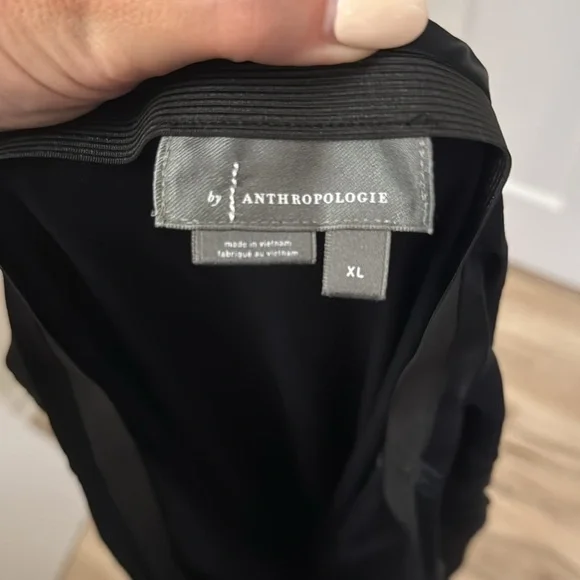 by ANTHROPOLOGIE
made in vietnam
fabriqué au vietnam
XL